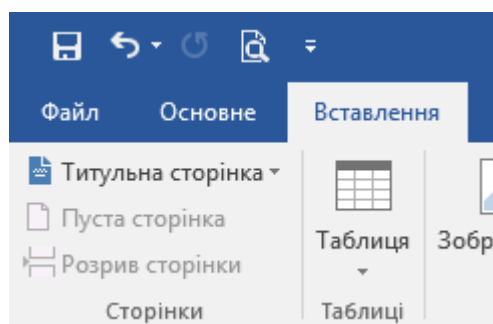 Файл Основне Вставлення
Титульна сторінка
Пуста сторінка
Розрив сторінки
Таблиця
Сторінки Таблиці